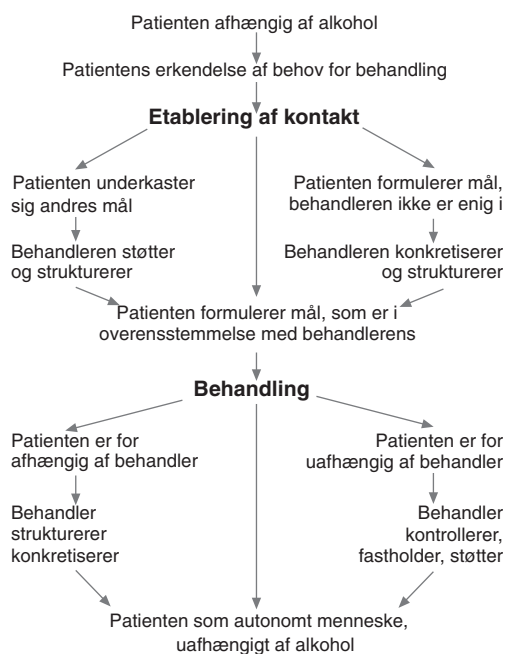 Patienten afhængig af alkohol
Patientens erkendelse af behov for behandling
Etablering af kontakt
Patienten underkaster
sig andres mål
Patienten formulerer mål,
behandleren ikke er enig i
Behandleren støtter
og strukturerer
Behandleren konkretiserer
og strukturerer
Patienten formulerer mål, som er i
overensstemmelse med behandlerens
Behandling
Patienten er for
afhængig af behandler
Patienten er for
uafhængig af behandler
Behandler
strukturerer
konkretiserer
Behandler
kontrollerer,
fastholder, støtter
Patienten som autonomt menneske,
uafhængigt af alkohol